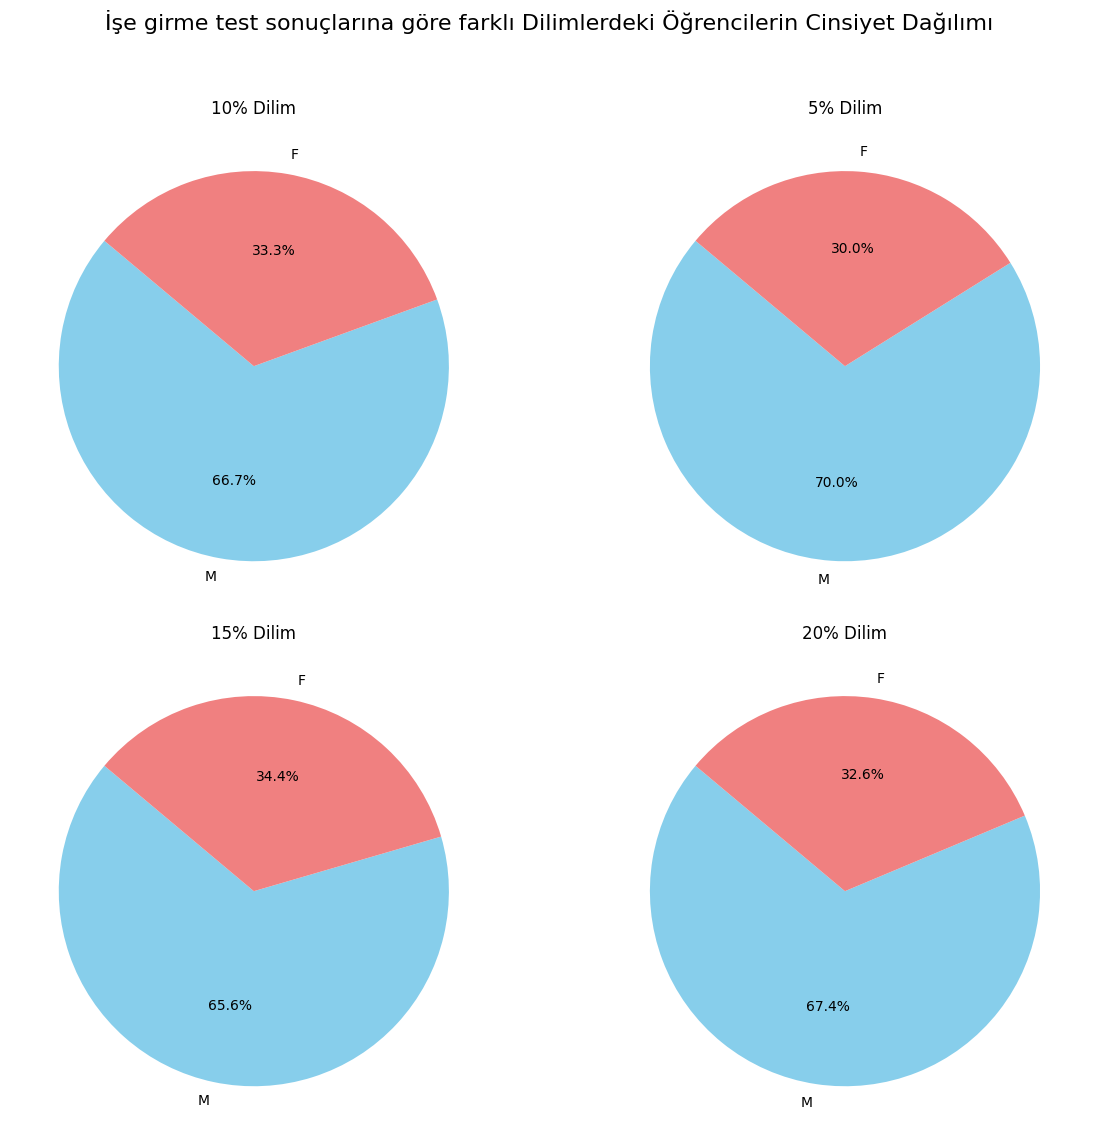 İşe girme test sonuçlarına göre farklı Dilimlerdeki Öğrencilerin Cinsiyet Dağılımı
10% Dilim
F
33.3%
66.7%
M
5% Dilim
F
30.0%
70.0%
M
15% Dilim
F
34.4%
65.6%
M
20% Dilim
F
32.6%
67.4%
M